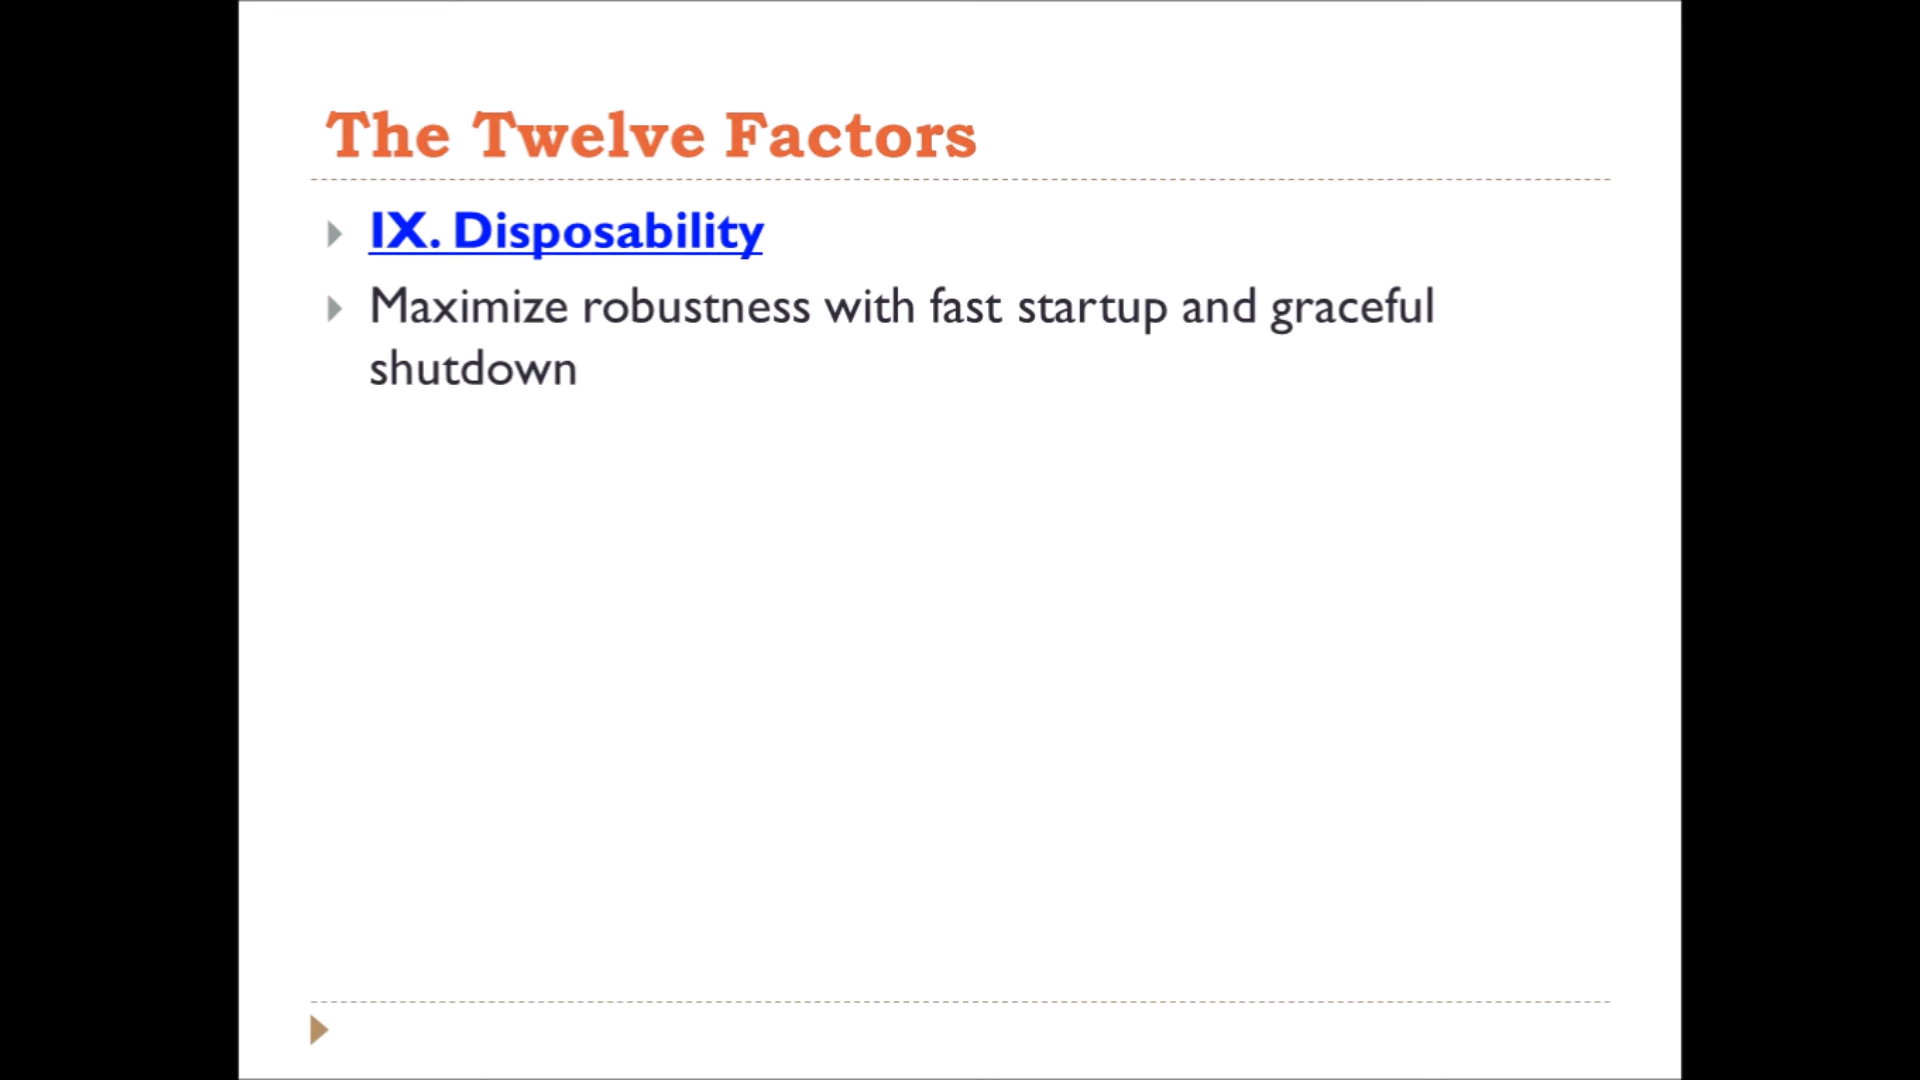 The Twelve Factors
IX. Disposability
Maximize robustness with fast startup and graceful
shutdown